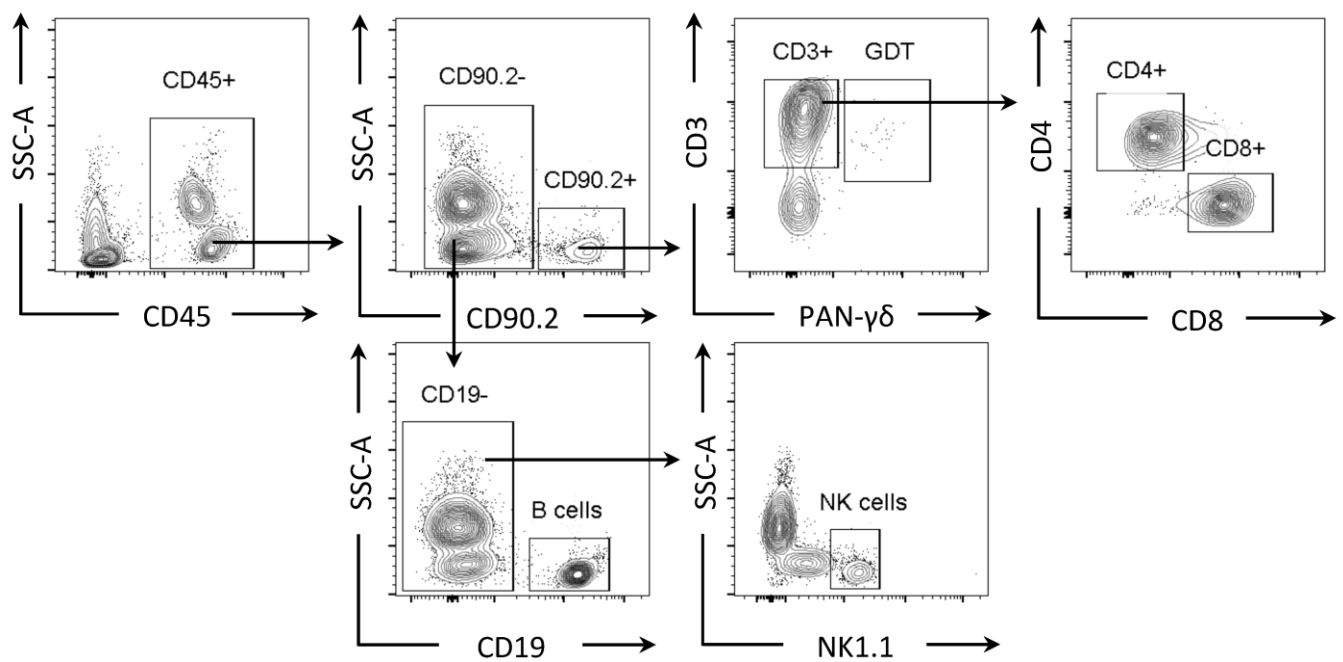 SSC-A
CD45+
CD45
SSC-A
CD90.2-
CD90.2+
CD90.2
CD3
CD3+
GDT
PAN-γδ
CD4
CD4+
CD8+
CD8
SSC-A
CD19-
B cells
CD19
SSC-A
NK cells
NK1.1